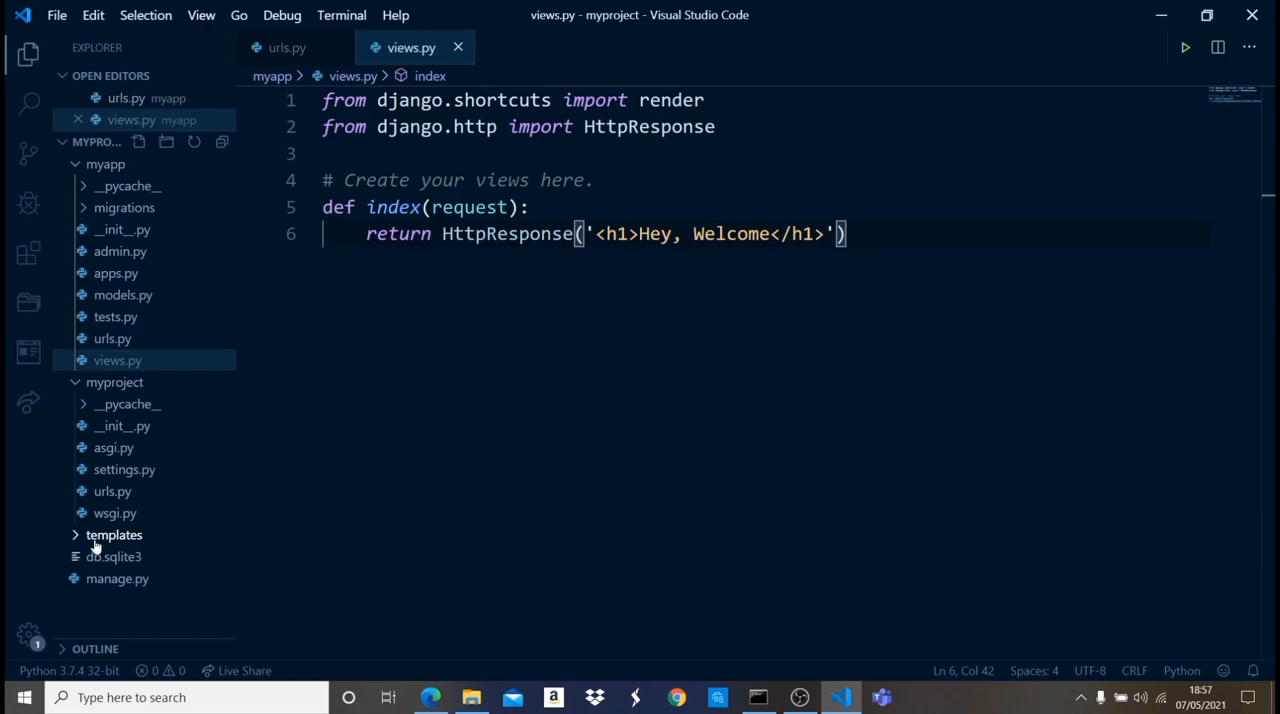 File Edit Selection View Go Debug Terminal Help
views.py - myproject - Visual Studio Code
EXPLORER
OPEN EDITORS
urls.py myapp
views.py myapp
MYPRO...
myapp
__pycache__
migrations
__init__.py
admin.py
apps.py
models.py
tests.py
urls.py
views.py
myproject
__pycache__
__init__.py
asgi.py
settings.py
urls.py
wsgi.py
templates
db.sqlite3
manage.py
OUTLINE
urls.py
views.py
myapp > views.py > index
1 from django.shortcuts import render
2 from django.http import HttpResponse
3
4 # Create your views here.
5 def index(request):
6 return HttpResponse('<h1>Hey, Welcome</h1>')
1
Python 3.7.4 32-bit 0 0 Live Share
Ln 6, Col 42 Spaces: 4 UTF-8 CRLF Python
Type here to search
18:57
07/05/2021